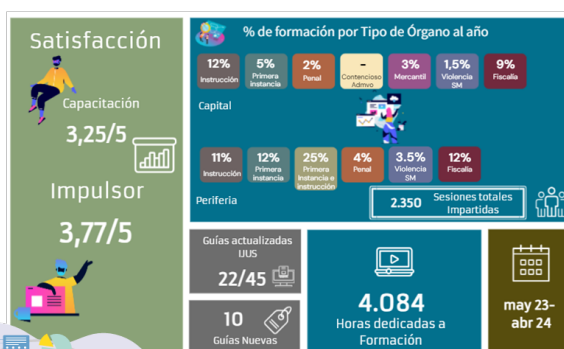 Satisfacción
Capacitación
3,25/5
Impulsor
3,77/5
% de formación por Tipo de Órgano al año
12%
Instrucción
5%
Primera
instancia
2%
Penal
-
Contencioso
Admvo
3%
Mercantil
1,5%
Violencia
SM
9%
Fiscalía
Capital
11%
Instrucción
12%
Primera
instancia
25%
Primera
Instancia e
instrucción
4%
Penal
3.5%
Violencia
SM
12%
Fiscalía
Periferia
2.350
Sesiones totales
Impartidas
Guías actualizadas
IJUS
22/45
10
Guías Nuevas
4.084
Horas dedicadas a
Formación
may 23-
abr 24